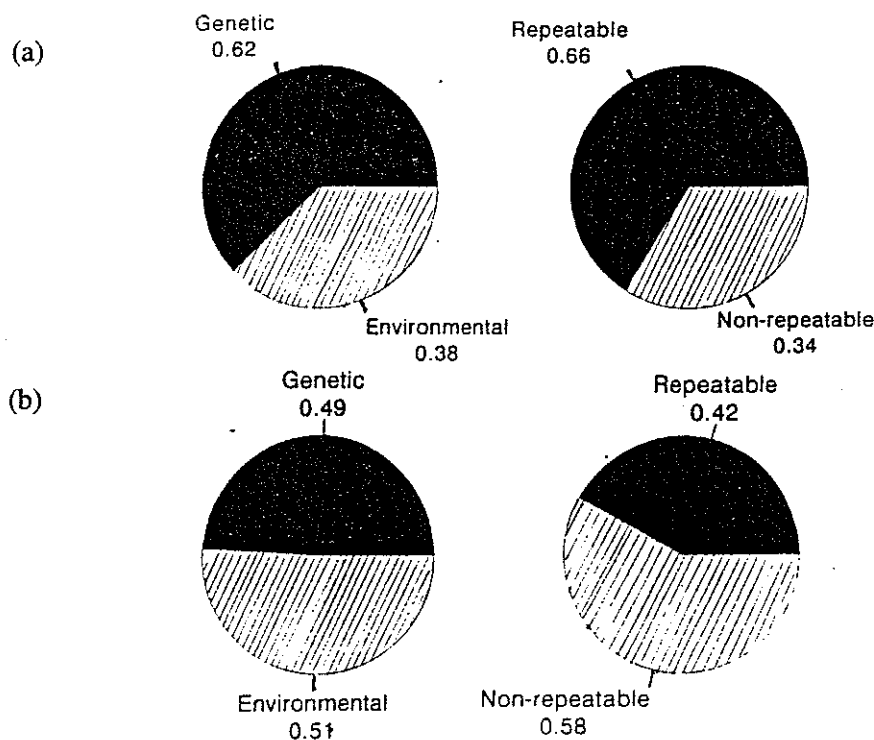 (a)
Genetic
0.62
Repeatable
0.66
Environmental
0.38
Non-repeatable
0.34
(b)
Genetic
0.49
Repeatable
0.42
Environmental
0.51
Non-repeatable
0.58